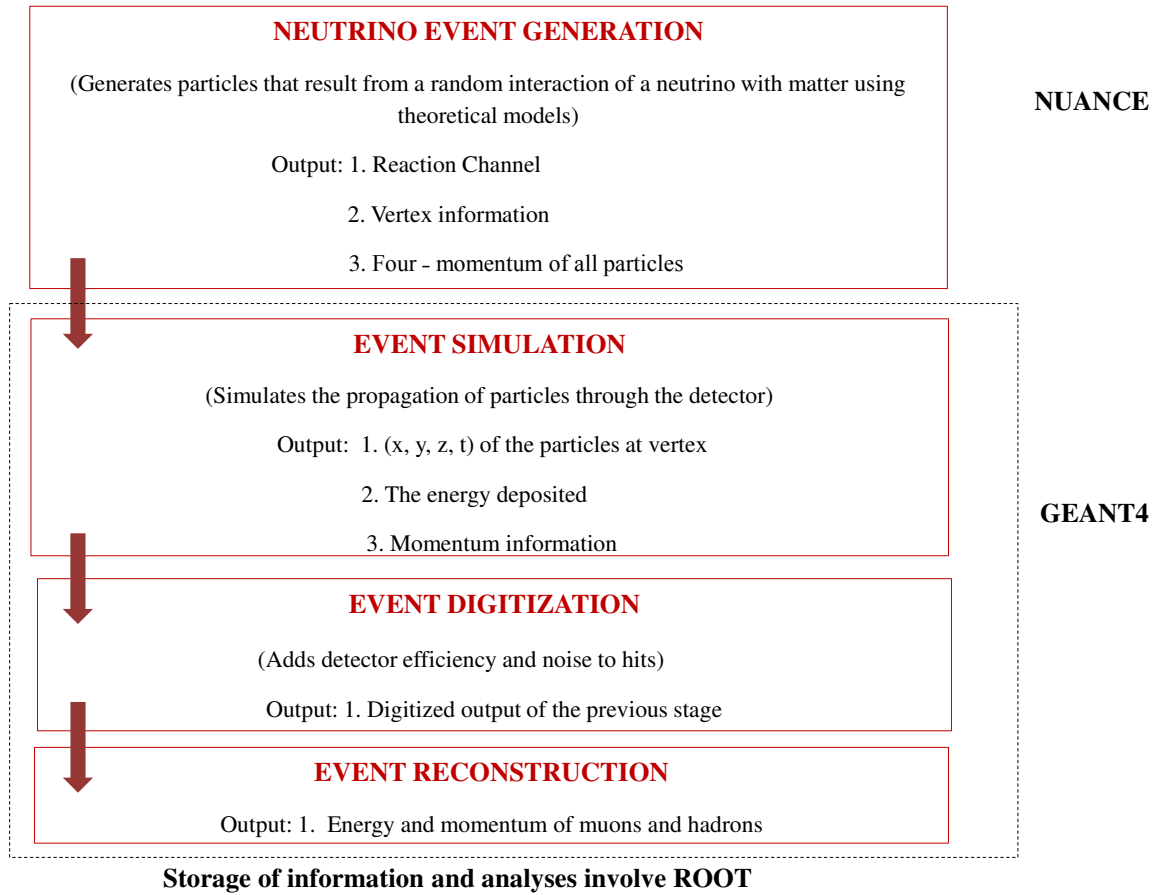 NEUTRINO EVENT GENERATION
(Generates particles that result from a random interaction of a neutrino with matter using
theoretical models)
Output: 1. Reaction Channel
2. Vertex information
3. Four - momentum of all particles
NUANCE
EVENT SIMULATION
(Simulates the propagation of particles through the detector)
Output: 1. (x, y, z, t) of the particles at vertex
2. The energy deposited
3. Momentum information
GEANT4
EVENT DIGITIZATION
(Adds detector efficiency and noise to hits)
Output: 1. Digitized output of the previous stage
EVENT RECONSTRUCTION
Output: 1. Energy and momentum of muons and hadrons
Storage of information and analyses involve ROOT